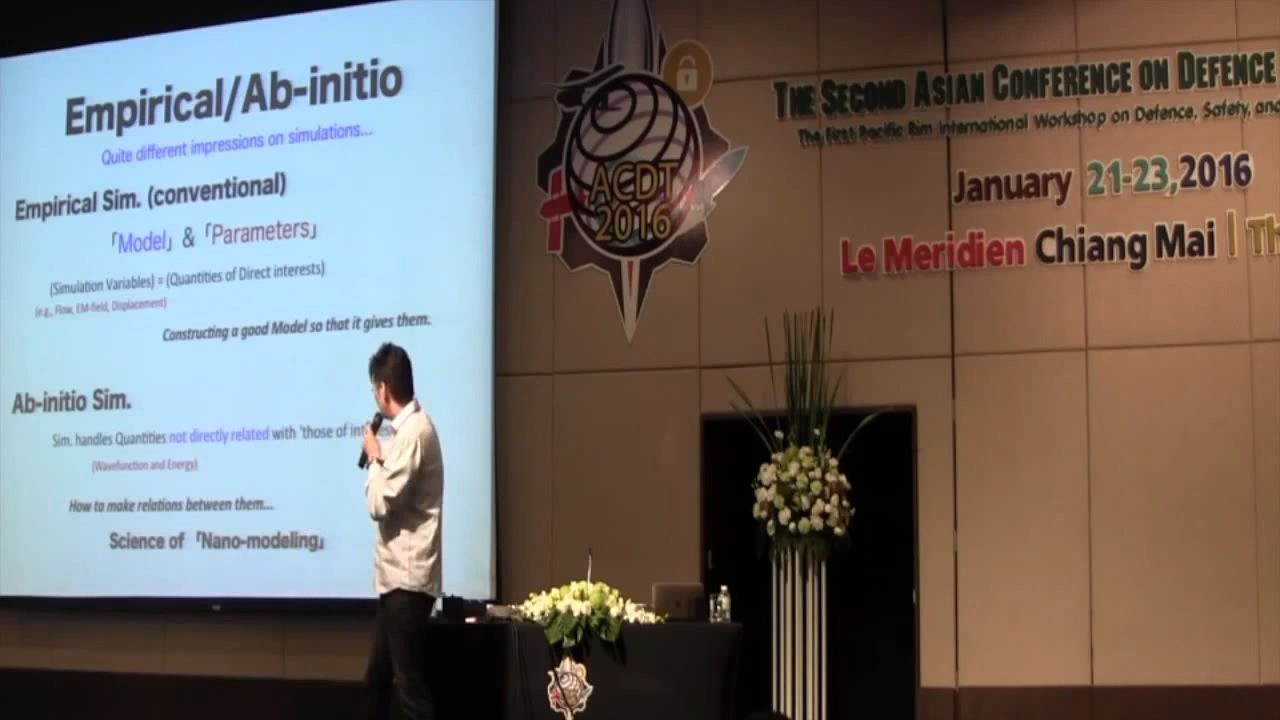 Empirical/Ab-initio
Quite different impressions on simulations...
Empirical Sim. (conventional)
「Model」 & 「Parameters」
(Simulation Variables) = (Quantities of Direct interests)
(e.g., Flow, EM-field, Displacement)
Constructing a good Model so that it gives them.
Ab-initio Sim.
Sim. handles Quantities not directly related with 'those of
(Wavefunction and Energy)
How to make relations between them...
Science of 「Nano-modeling」
ACDT
2016
THE SECOND ASIAN CONFERENCE ON DEFENCE
The First Pacific Rim International Workshop on Defence, Safety, and
January 21-23,2016
Le Meridien Chiang Mai | Th